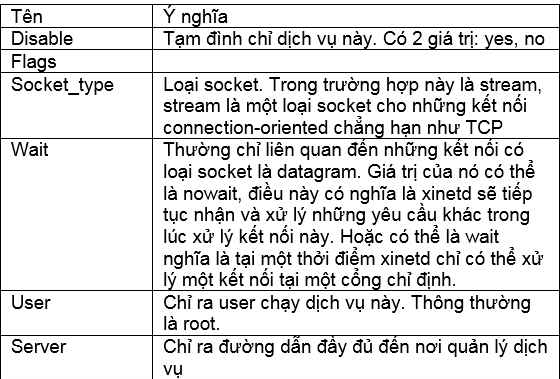 Tên Ý nghĩa
Disable Tạm đình chỉ dịch vụ này. Có 2 giá trị: yes, no
Flags
Socket_type Loại socket. Trong trường hợp này là stream,
stream là một loại socket cho những kết nối
connection-oriented chẳng hạn như TCP
Wait Thường chỉ liên quan đến những kết nối có
loại socket là datagram. Giá trị của nó có thể
là nowait, điều này có nghĩa là xinetd sẽ tiếp
tục nhận và xử lý những yêu cầu khác trong
lúc xử lý kết nối này. Hoặc có thể là wait
nghĩa là tại một thời điểm xinetd chỉ có thể xử
lý một kết nối tại một cổng chỉ định.
User Chỉ ra user chạy dịch vụ này. Thông thường
là root.
Server Chỉ ra đường dẫn đầy đủ đến nơi quản lý dịch
vụ